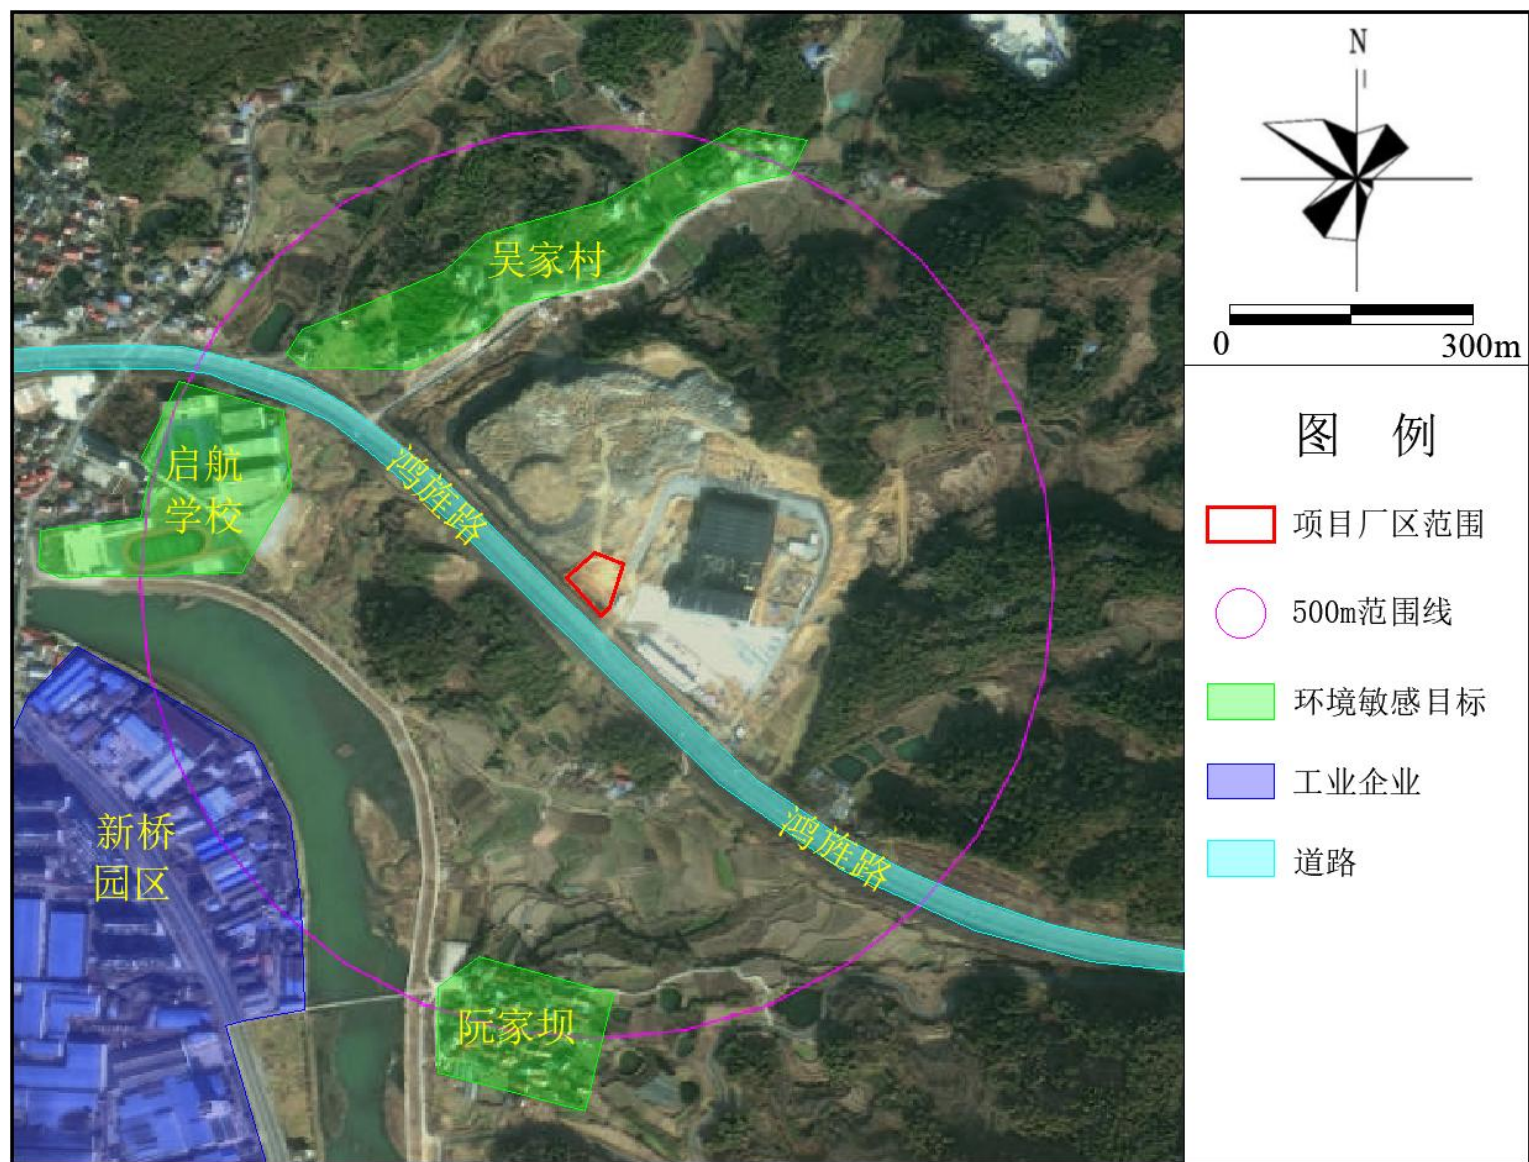 吴家村
启航
学校
鸿旌路
鸿旌路
新桥
园区
阮家坝
N
0
300m
图 例
项目厂区范围
500m范围线
环境敏感目标
工业企业
道路